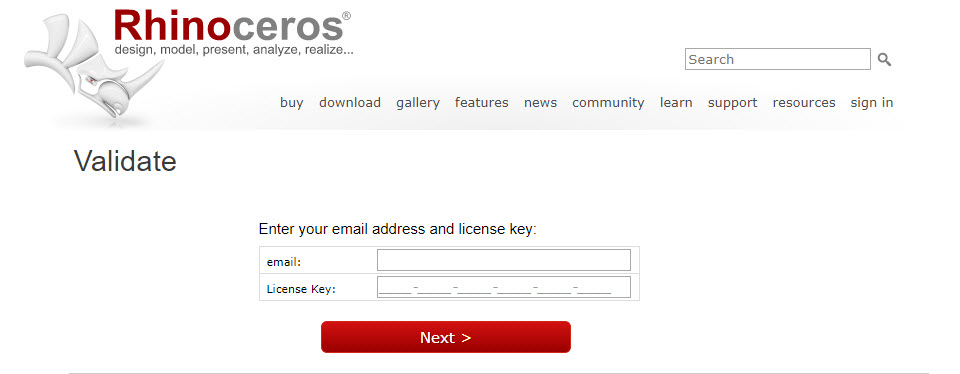 Rhinoceros®
design, model, present, analyze, realize...
Search
buy download gallery features news community learn support resources sign in
Validate
Enter your email address and license key:
email:
License Key: _____-_____-_____-_____-_____-_____
Next >